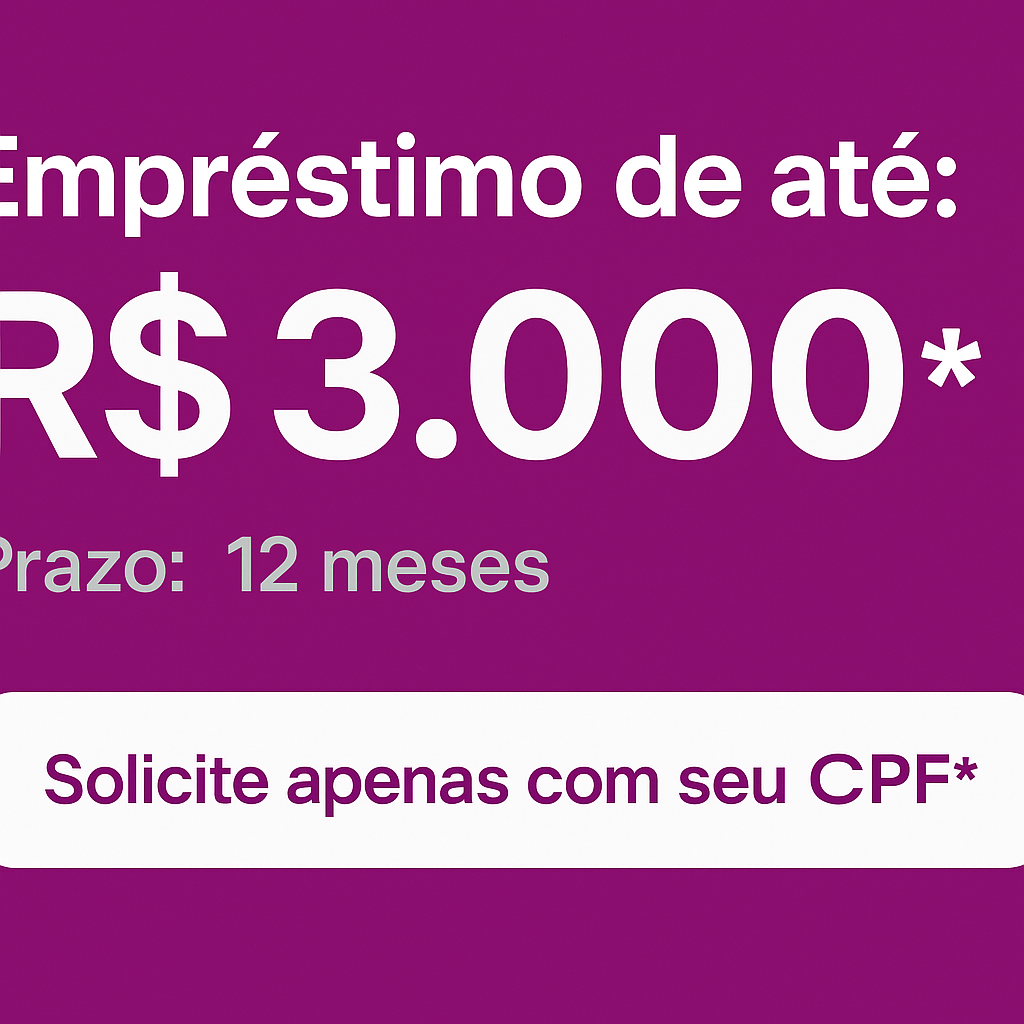 Empréstimo de até:
R$ 3.000*
Prazo: 12 meses
Solicite apenas com seu CPF*